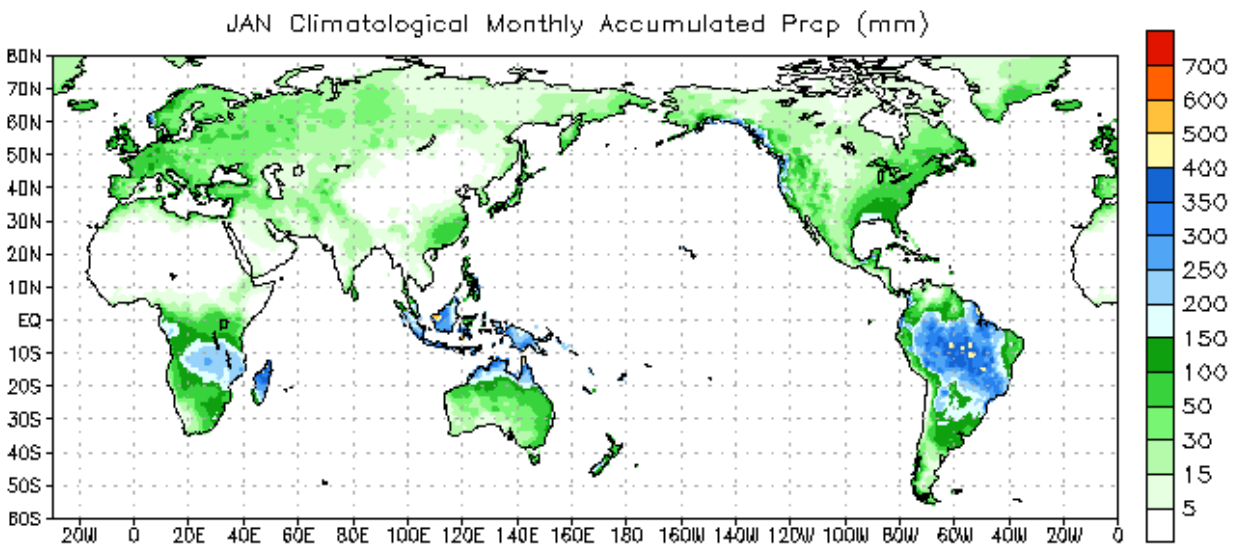 JAN Climatological Monthly Accumulated Prcp (mm)
80N
70N
60N
50N
40N
30N
20N
10N
EQ
10S
20S
30S
40S
50S
60S
20W 0 20E 40E 60E 80E 100E 120E 140E 160E 180 160W 140W 120W 100W 80W 60W 40W 20W 0
700
600
500
400
350
300
250
200
150
100
50
30
15
5